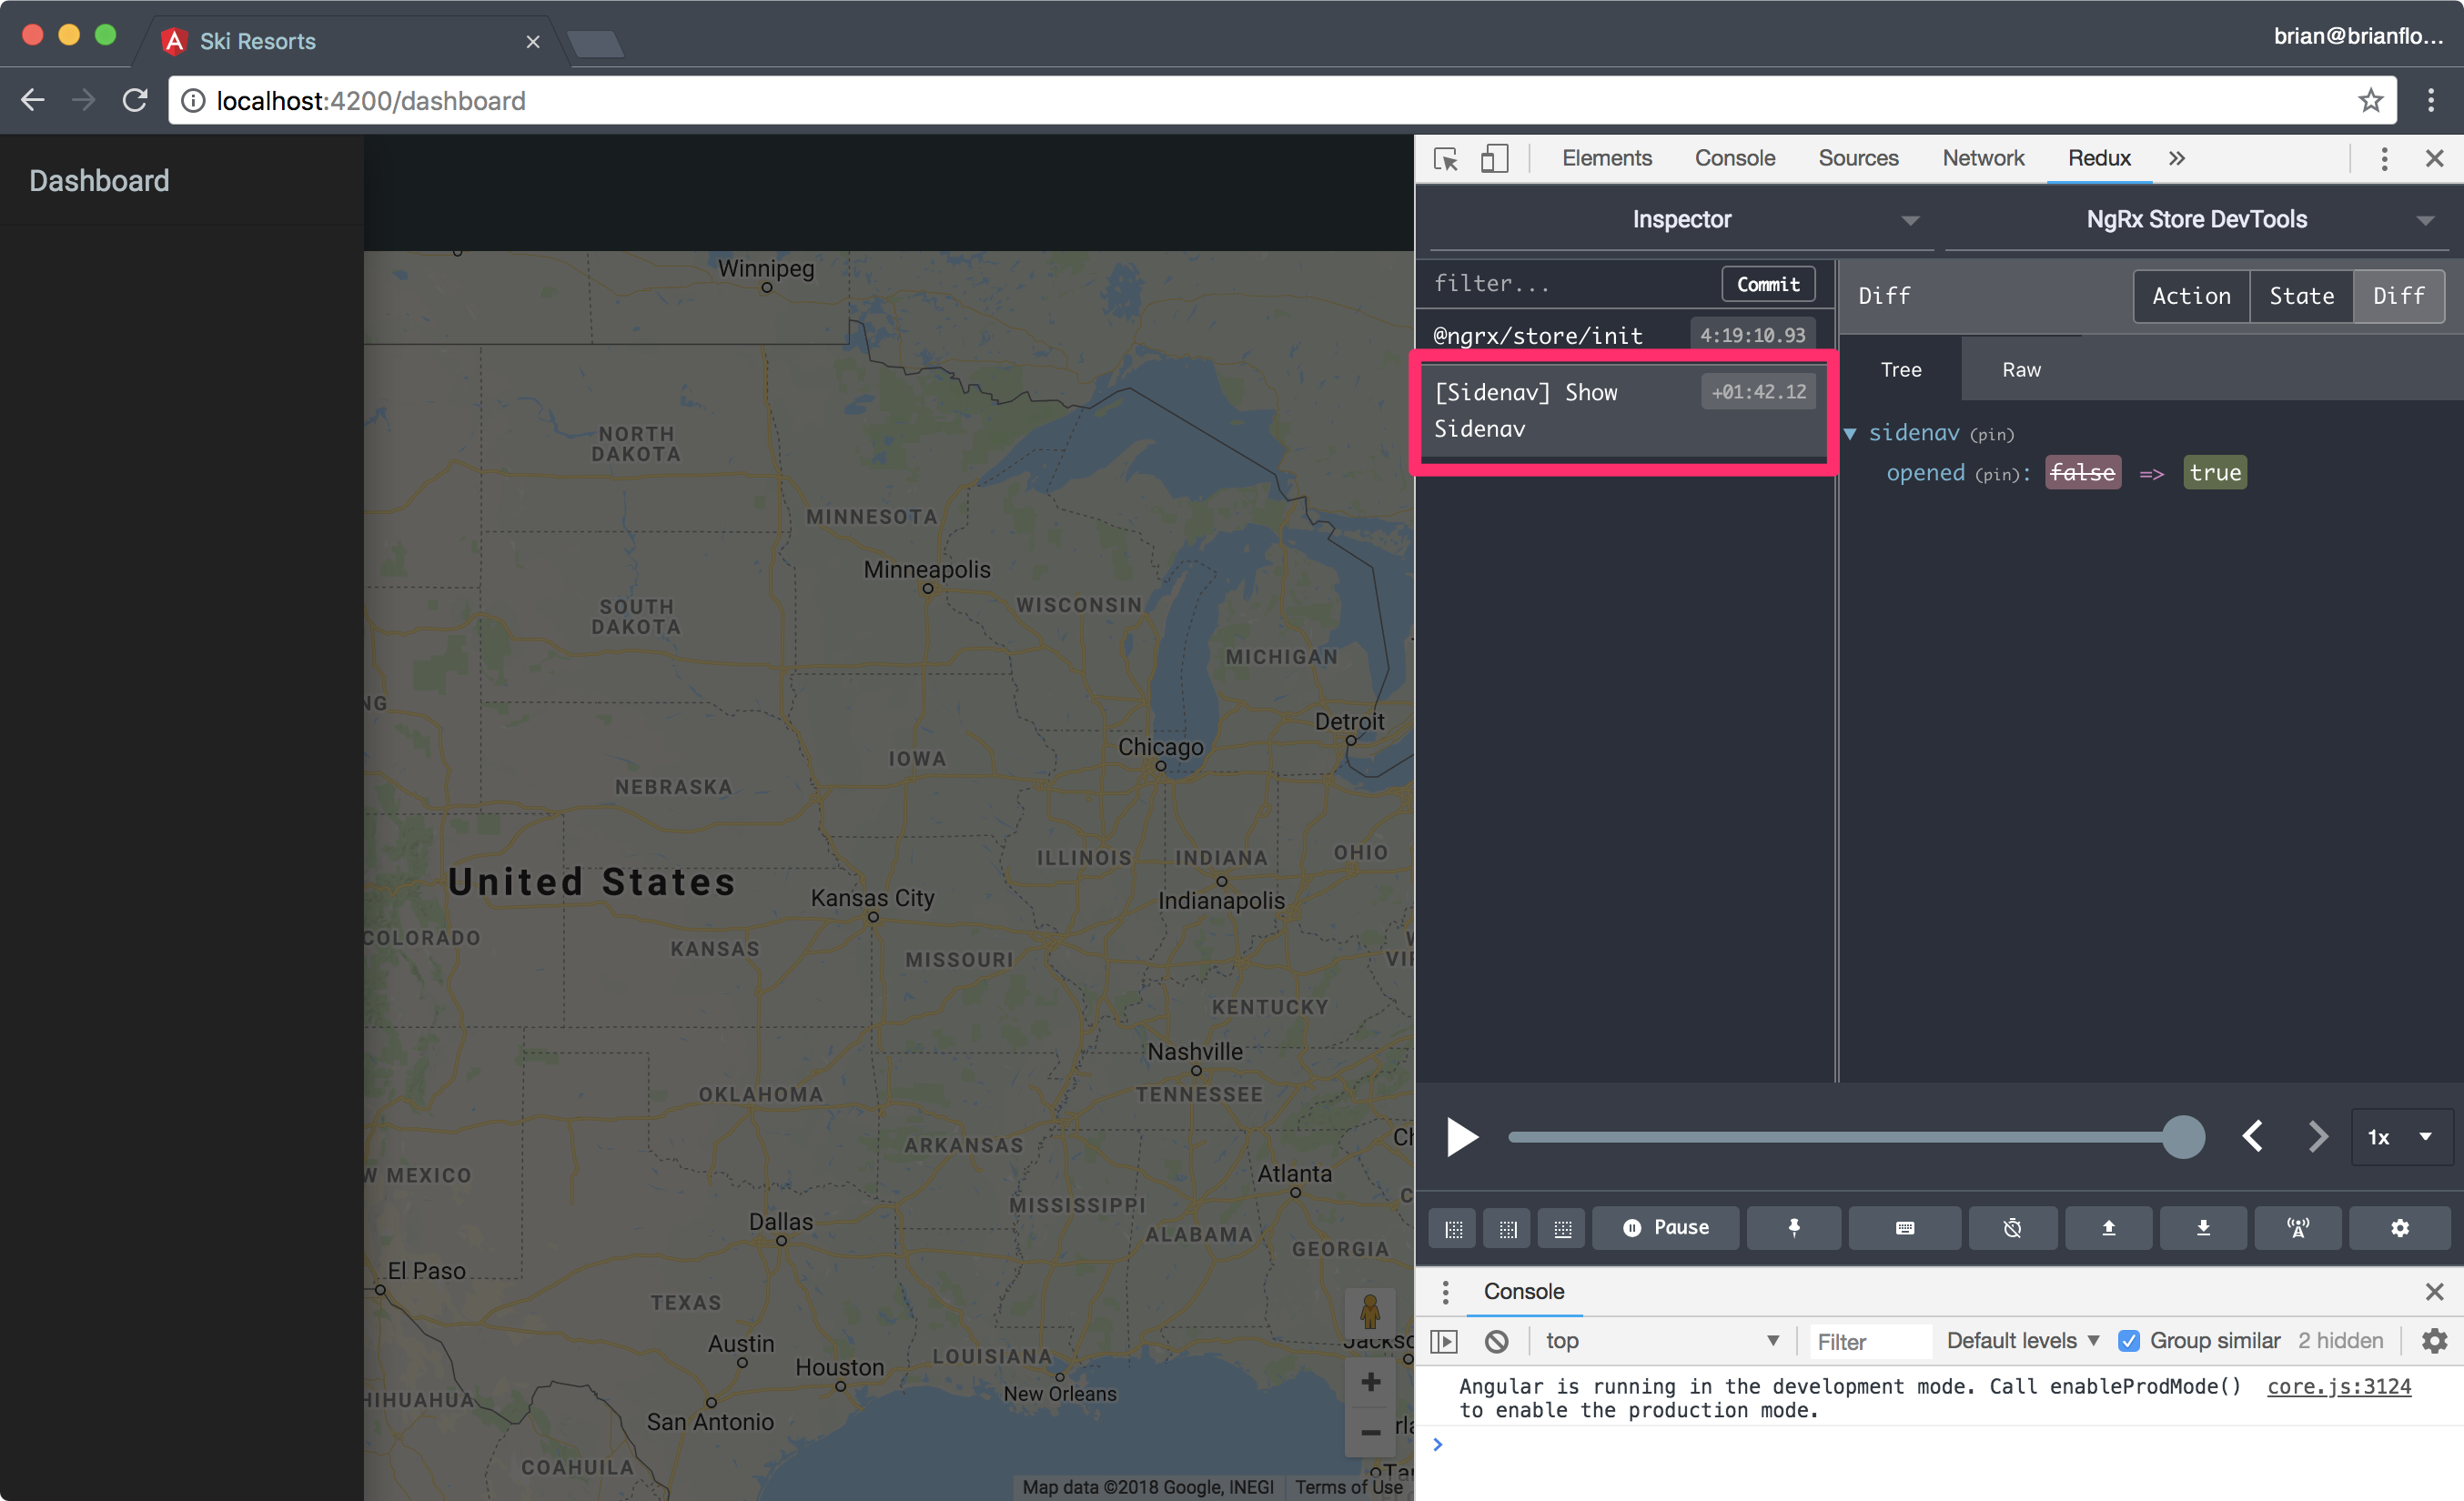 Ski Resorts
brian@brianflo...
localhost:4200/dashboard
Dashboard
Winnipeg
NORTH
DAKOTA
MINNESOTA
Minneapolis
SOUTH
DAKOTA
WISCONSIN
MICHIGAN
NG
Detroit
Chicago
IOWA
NEBRASKA
ILLINOIS
INDIANA
OHIO
United States
Kansas City
Indianapolis
COLORADO
KANSAS
MISSOURI
W
VI
KENTUCKY
Nashville
OKLAHOMA
TENNESSEE
ARKANSAS
Ch
W MEXICO
Atlanta
MISSISSIPPI
C
Dallas
ALABAMA
GEORGIA
El Paso
TEXAS
Austin
Jackso
Houston
LOUISIANA
New Orleans
HIHUAHUA
San Antonio
rla
COAHUILA
Tar
Map data ©2018 Google, INEGI
Terms of Use
Elements Console Sources Network Redux »
Inspector
NgRx Store DevTools
filter...
Commit
@ngrx/store/init 4:19:10.93
[Sidenav] Show +01:42.12
Sidenav
Diff
Action State Diff
Tree Raw
sidenav (pin)
opened (pin): false => true
1x
Pause
Console
top
Filter
Default levels
Group similar
2 hidden
Angular is running in the development mode. Call enableProdMode() core.js:3124
to enable the production mode.